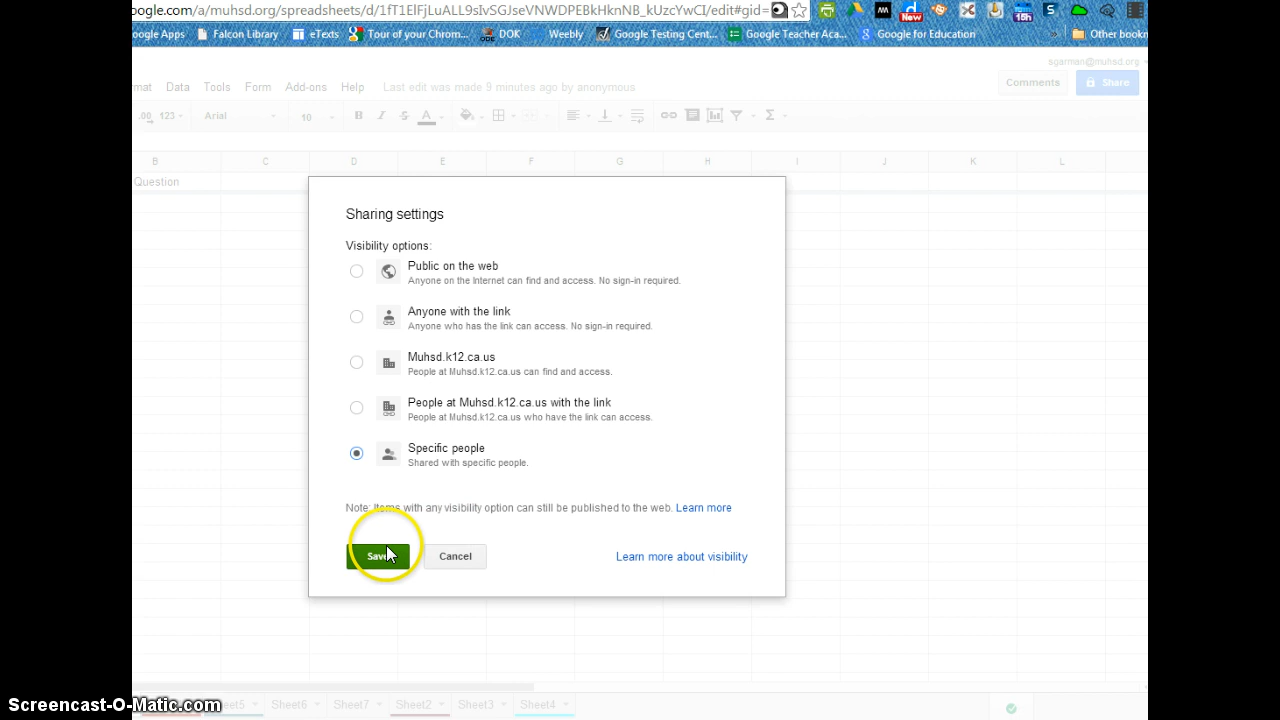 oogle.com/a/muhsd.org/spreadsheets/d/1fT1ElFjLuALL9sIvSGJseVNWDPEBkHknNB_kUzcYwCI/edit#gid= New 15h S
oogle Apps Falcon Library eTexts Tour of your Chrom... DOK Weebly Google Testing Cent... Google Teacher Aca... Google for Education » Other bookm
sgarman@muhsd.org
mat Data Tools Form Add-ons Help Last edit was made 9 minutes ago by anonymous Comments Share
.00 123 Arial 10 B I S A Σ
B C D E F G H I J K L
Question
Sharing settings
Visibility options:
Public on the web
Anyone on the Internet can find and access. No sign-in required.
Anyone with the link
Anyone who has the link can access. No sign-in required.
Muhsd.k12.ca.us
People at Muhsd.k12.ca.us can find and access.
People at Muhsd.k12.ca.us with the link
People at Muhsd.k12.ca.us who have the link can access.
Specific people
Shared with specific people.
Note: Items with any visibility option can still be published to the web. Learn more
Save Cancel Learn more about visibility
Screencast-O-Matic.com
eet5 Sheet6 Sheet7 Sheet2 Sheet3 Sheet4